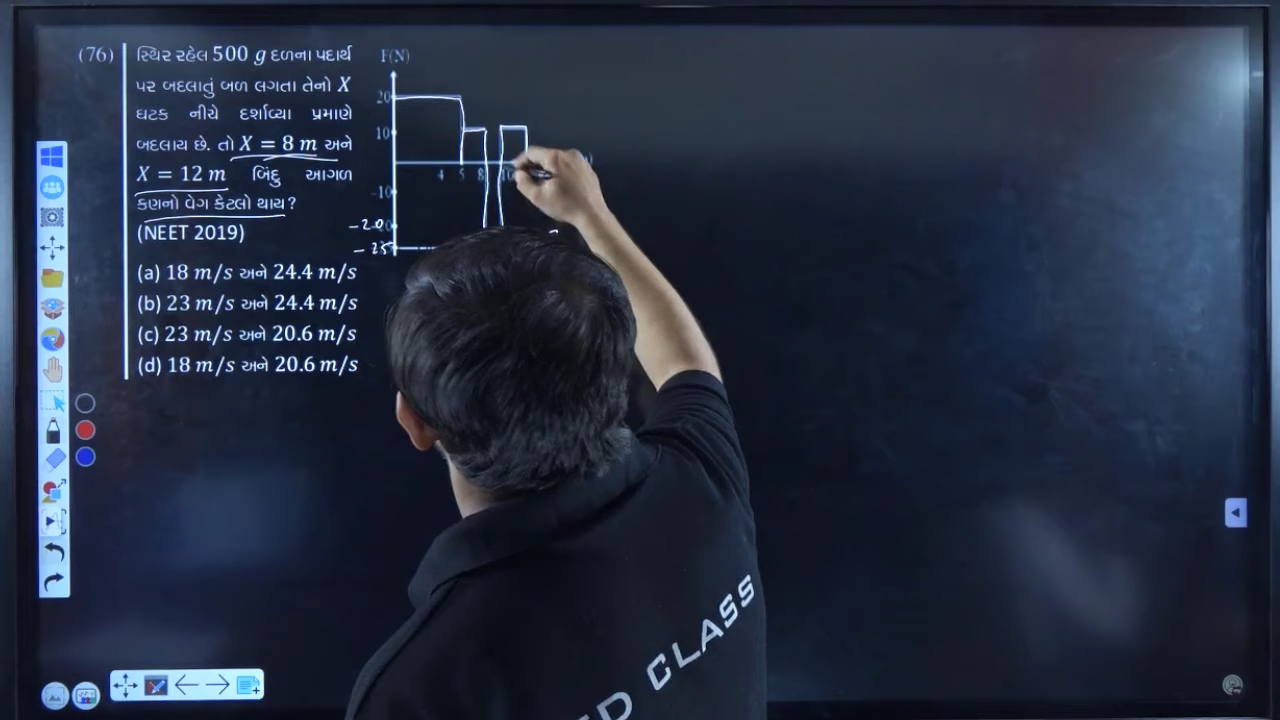 (76) સ્થિર રહેલ 500 g દળના પદાર્થ
પર બદલાતું બળ લગતા તેનો X
ઘટક નીચે દર્શાવ્યા પ્રમાણે
બદલાય છે. તો X = 8 m અને
X = 12 m બિંદુ આગળ
કણનો વેગ કેટલો થાય?
(NEET 2019)
(a) 18 m/s અને 24.4 m/s
(b) 23 m/s અને 24.4 m/s
(c) 23 m/s અને 20.6 m/s
(d) 18 m/s અને 20.6 m/s
F(N)
20
10
4 5 8 10
-10
-20
-25
CLASS